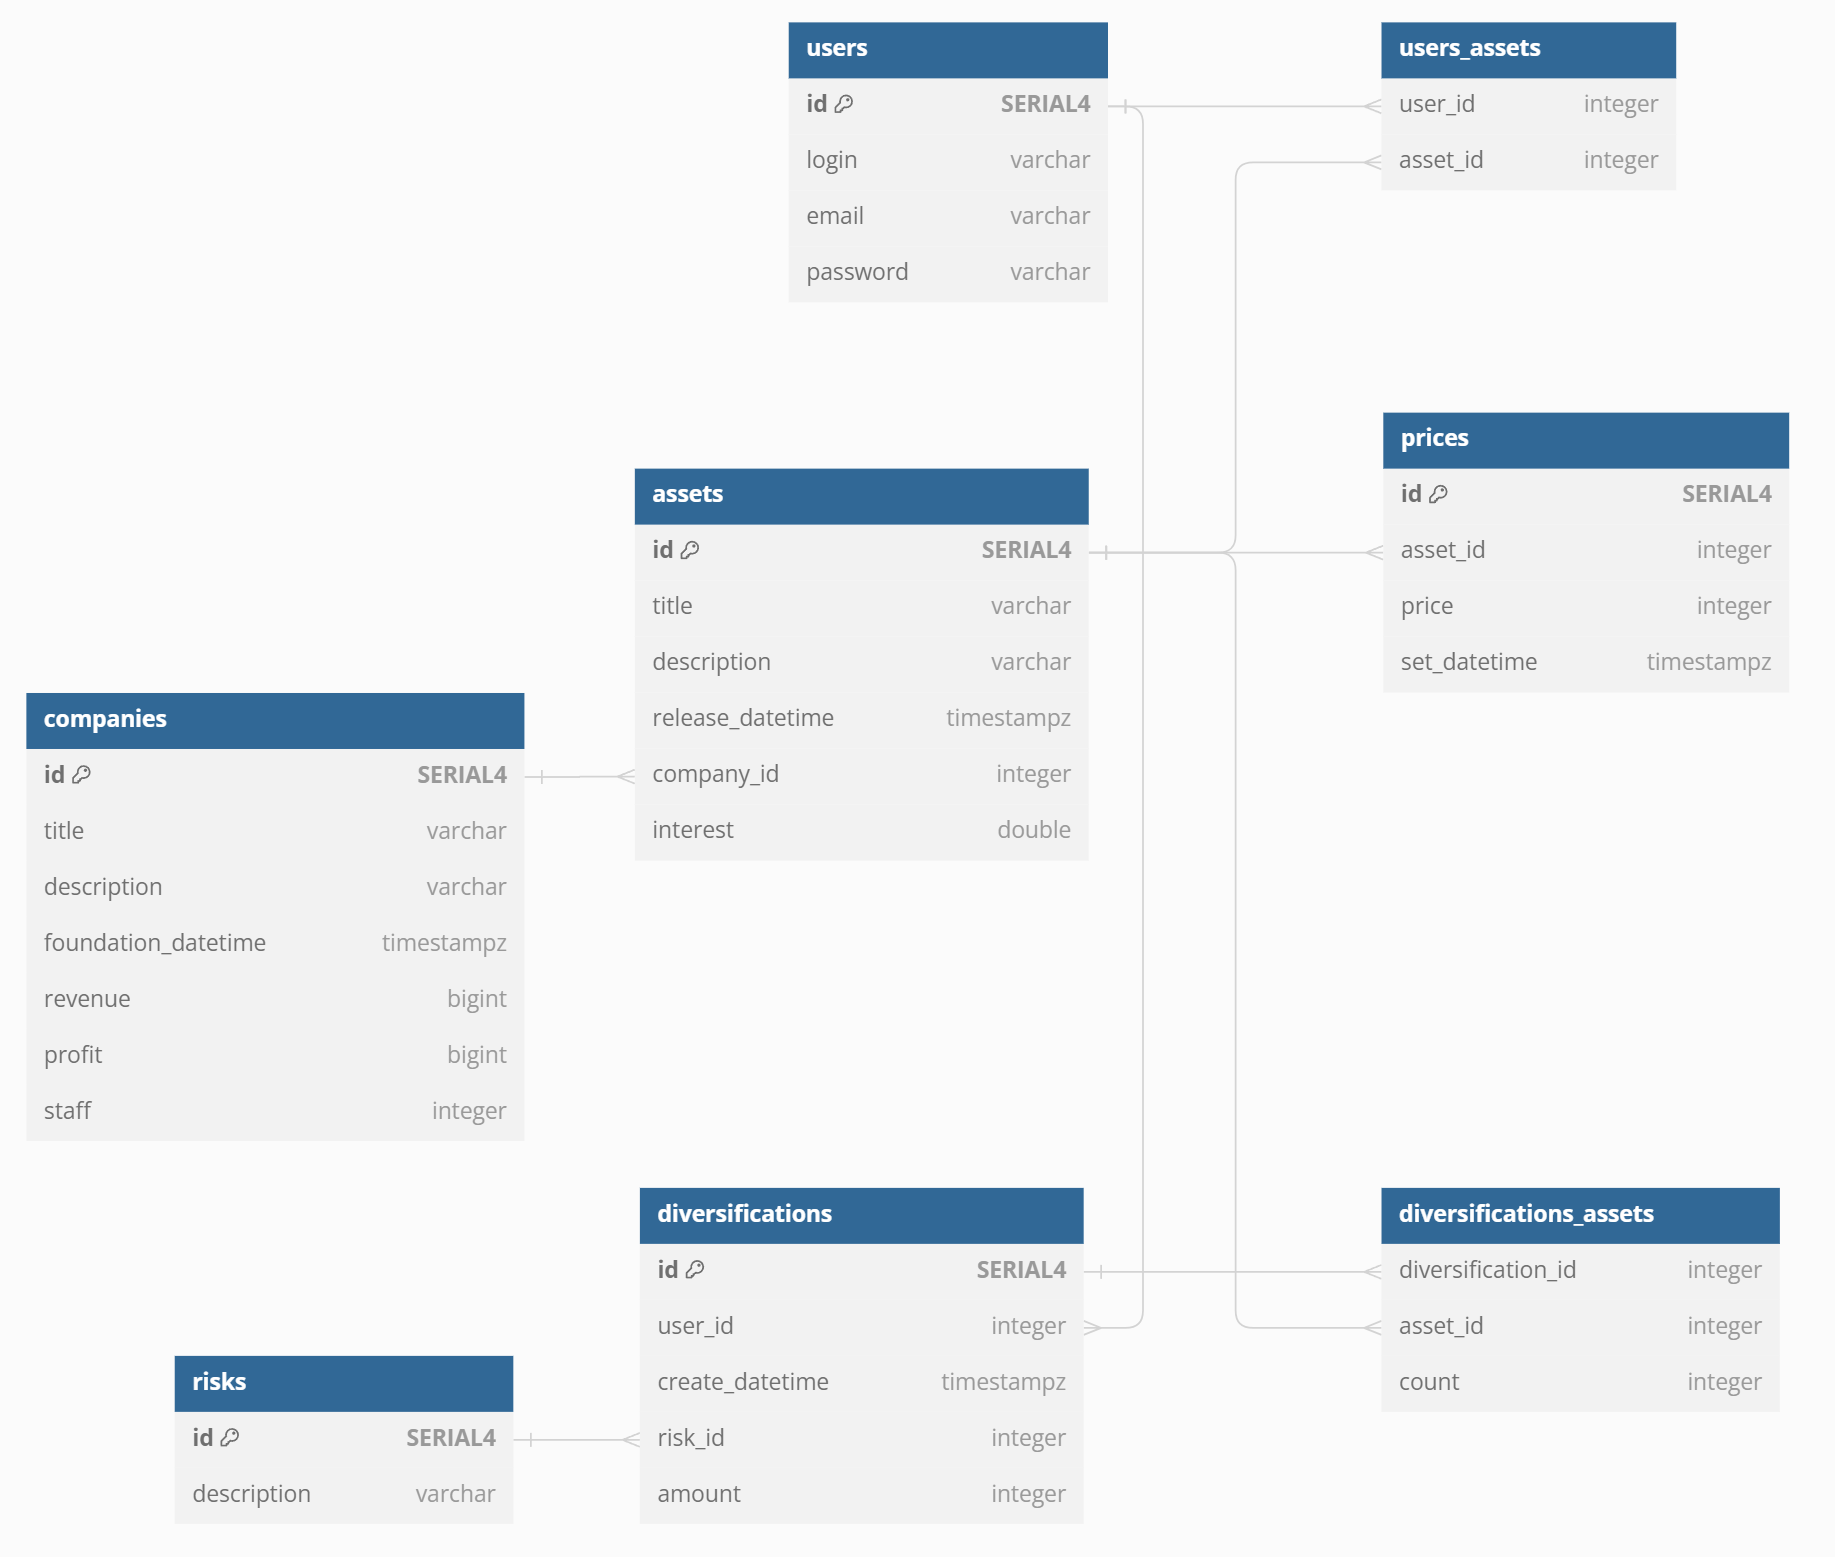 users
id SERIAL4
login varchar
email varchar
password varchar
users_assets
user_id integer
asset_id integer
prices
id SERIAL4
asset_id integer
price integer
set_datetime timestampz
assets
id SERIAL4
title varchar
description varchar
release_datetime timestampz
company_id integer
interest double
companies
id SERIAL4
title varchar
description varchar
foundation_datetime timestampz
revenue bigint
profit bigint
staff integer
diversifications
id SERIAL4
user_id integer
create_datetime timestampz
risk_id integer
amount integer
diversifications_assets
diversification_id integer
asset_id integer
count integer
risks
id SERIAL4
description varchar